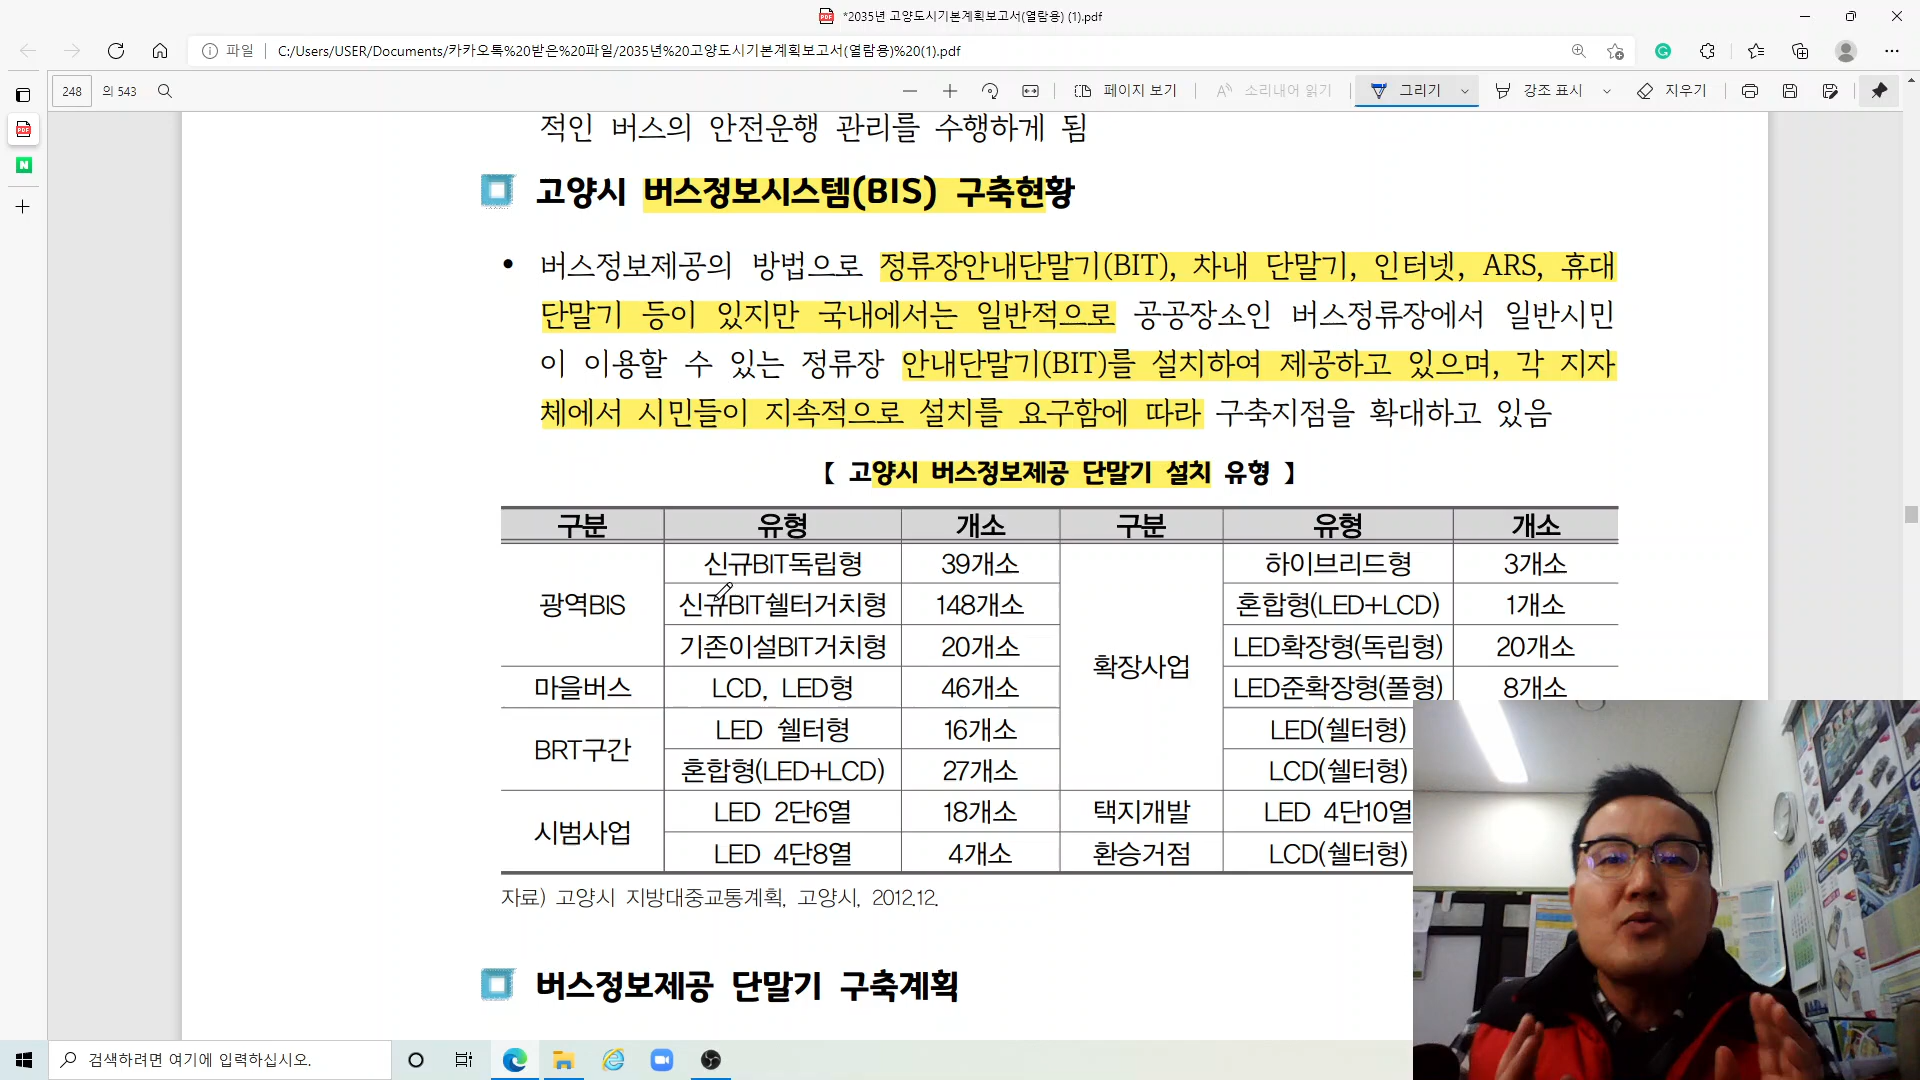 *2035년 고양도시기본계획보고서(열람용) (1).pdf
파일 C:/Users/USER/Documents/카카오톡%20받은%20파일/2035년%20고양도시기본계획보고서(열람용)%20(1).pdf
248 의 543 페이지 보기 소리내어 읽기 그리기 강조 표시 지우기
적인 버스의 안전운행 관리를 수행하게 됨
고양시 버스정보시스템(BIS) 구축현황
• 버스정보제공의 방법으로 정류장안내단말기(BIT), 차내 단말기, 인터넷, ARS, 휴대
단말기 등이 있지만 국내에서는 일반적으로 공공장소인 버스정류장에서 일반시민
이 이용할 수 있는 정류장 안내단말기(BIT)를 설치하여 제공하고 있으며, 각 지자
체에서 시민들이 지속적으로 설치를 요구함에 따라 구축지점을 확대하고 있음
【 고양시 버스정보제공 단말기 설치 유형 】
구분 유형 개소 구분 유형 개소
광역BIS 신규BIT독립형 39개소 확장사업 하이브리드형 3개소
신규BIT쉘터거치형 148개소 혼합형(LED+LCD) 1개소
기존이설BIT거치형 20개소 LED확장형(독립형) 20개소
마을버스 LCD, LED형 46개소 LED준확장형(폴형) 8개소
BRT구간 LED 쉘터형 16개소 LED(쉘터형)
혼합형(LED+LCD) 27개소 LCD(쉘터형)
시범사업 LED 2단6열 18개소 택지개발 LED 4단10열
LED 4단8열 4개소 환승거점 LCD(쉘터형)
자료) 고양시 지방대중교통계획, 고양시, 2012.12.
버스정보제공 단말기 구축계획
검색하려면 여기에 입력하십시오.